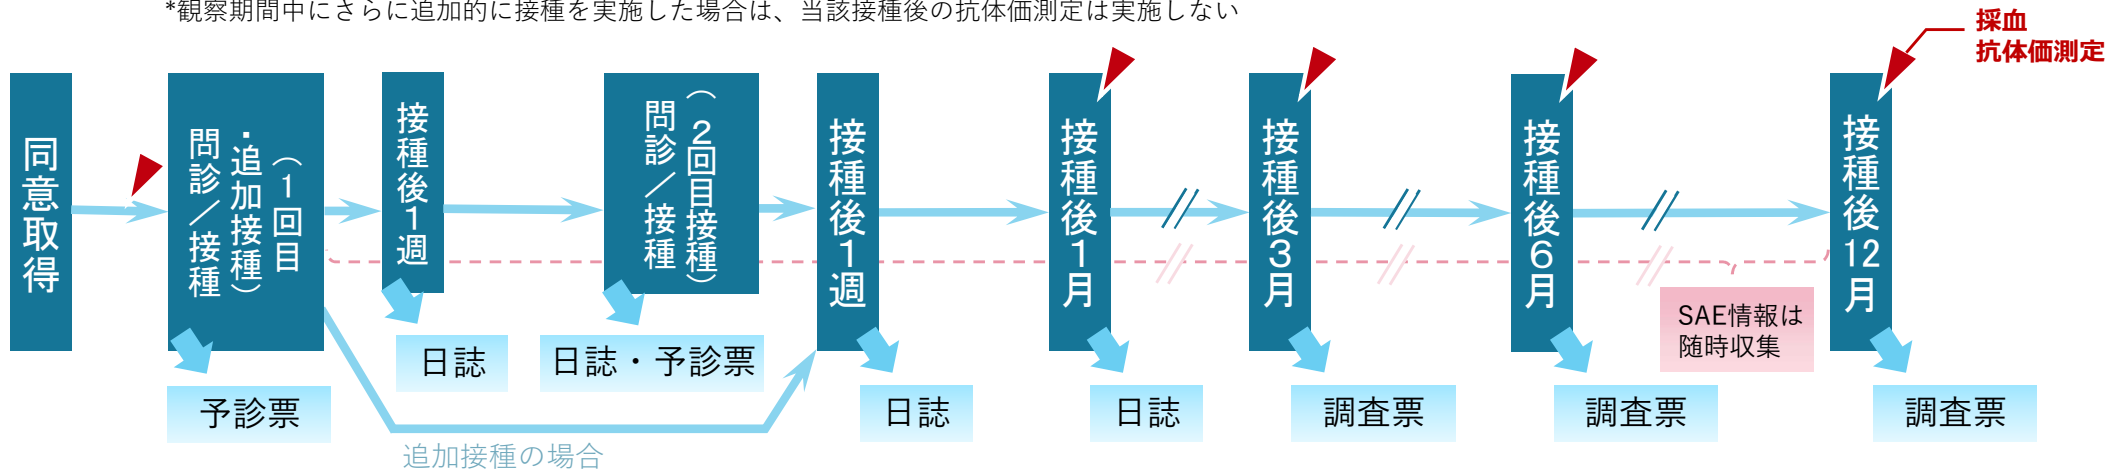 *観察期間中にさらに追加的に接種を実施した場合は、当該接種後の抗体価測定は実施しない
採血
抗体価測定
同意取得
（１回目
・追加接種）
問診／接種
接種後１週
（２回目接種）
問診／接種
接種後１週
接種後１月
接種後３月
接種後６月
接種後12月
SAE情報は
随時収集
予診票
日誌
日誌・予診票
日誌
日誌
調査票
調査票
調査票
追加接種の場合